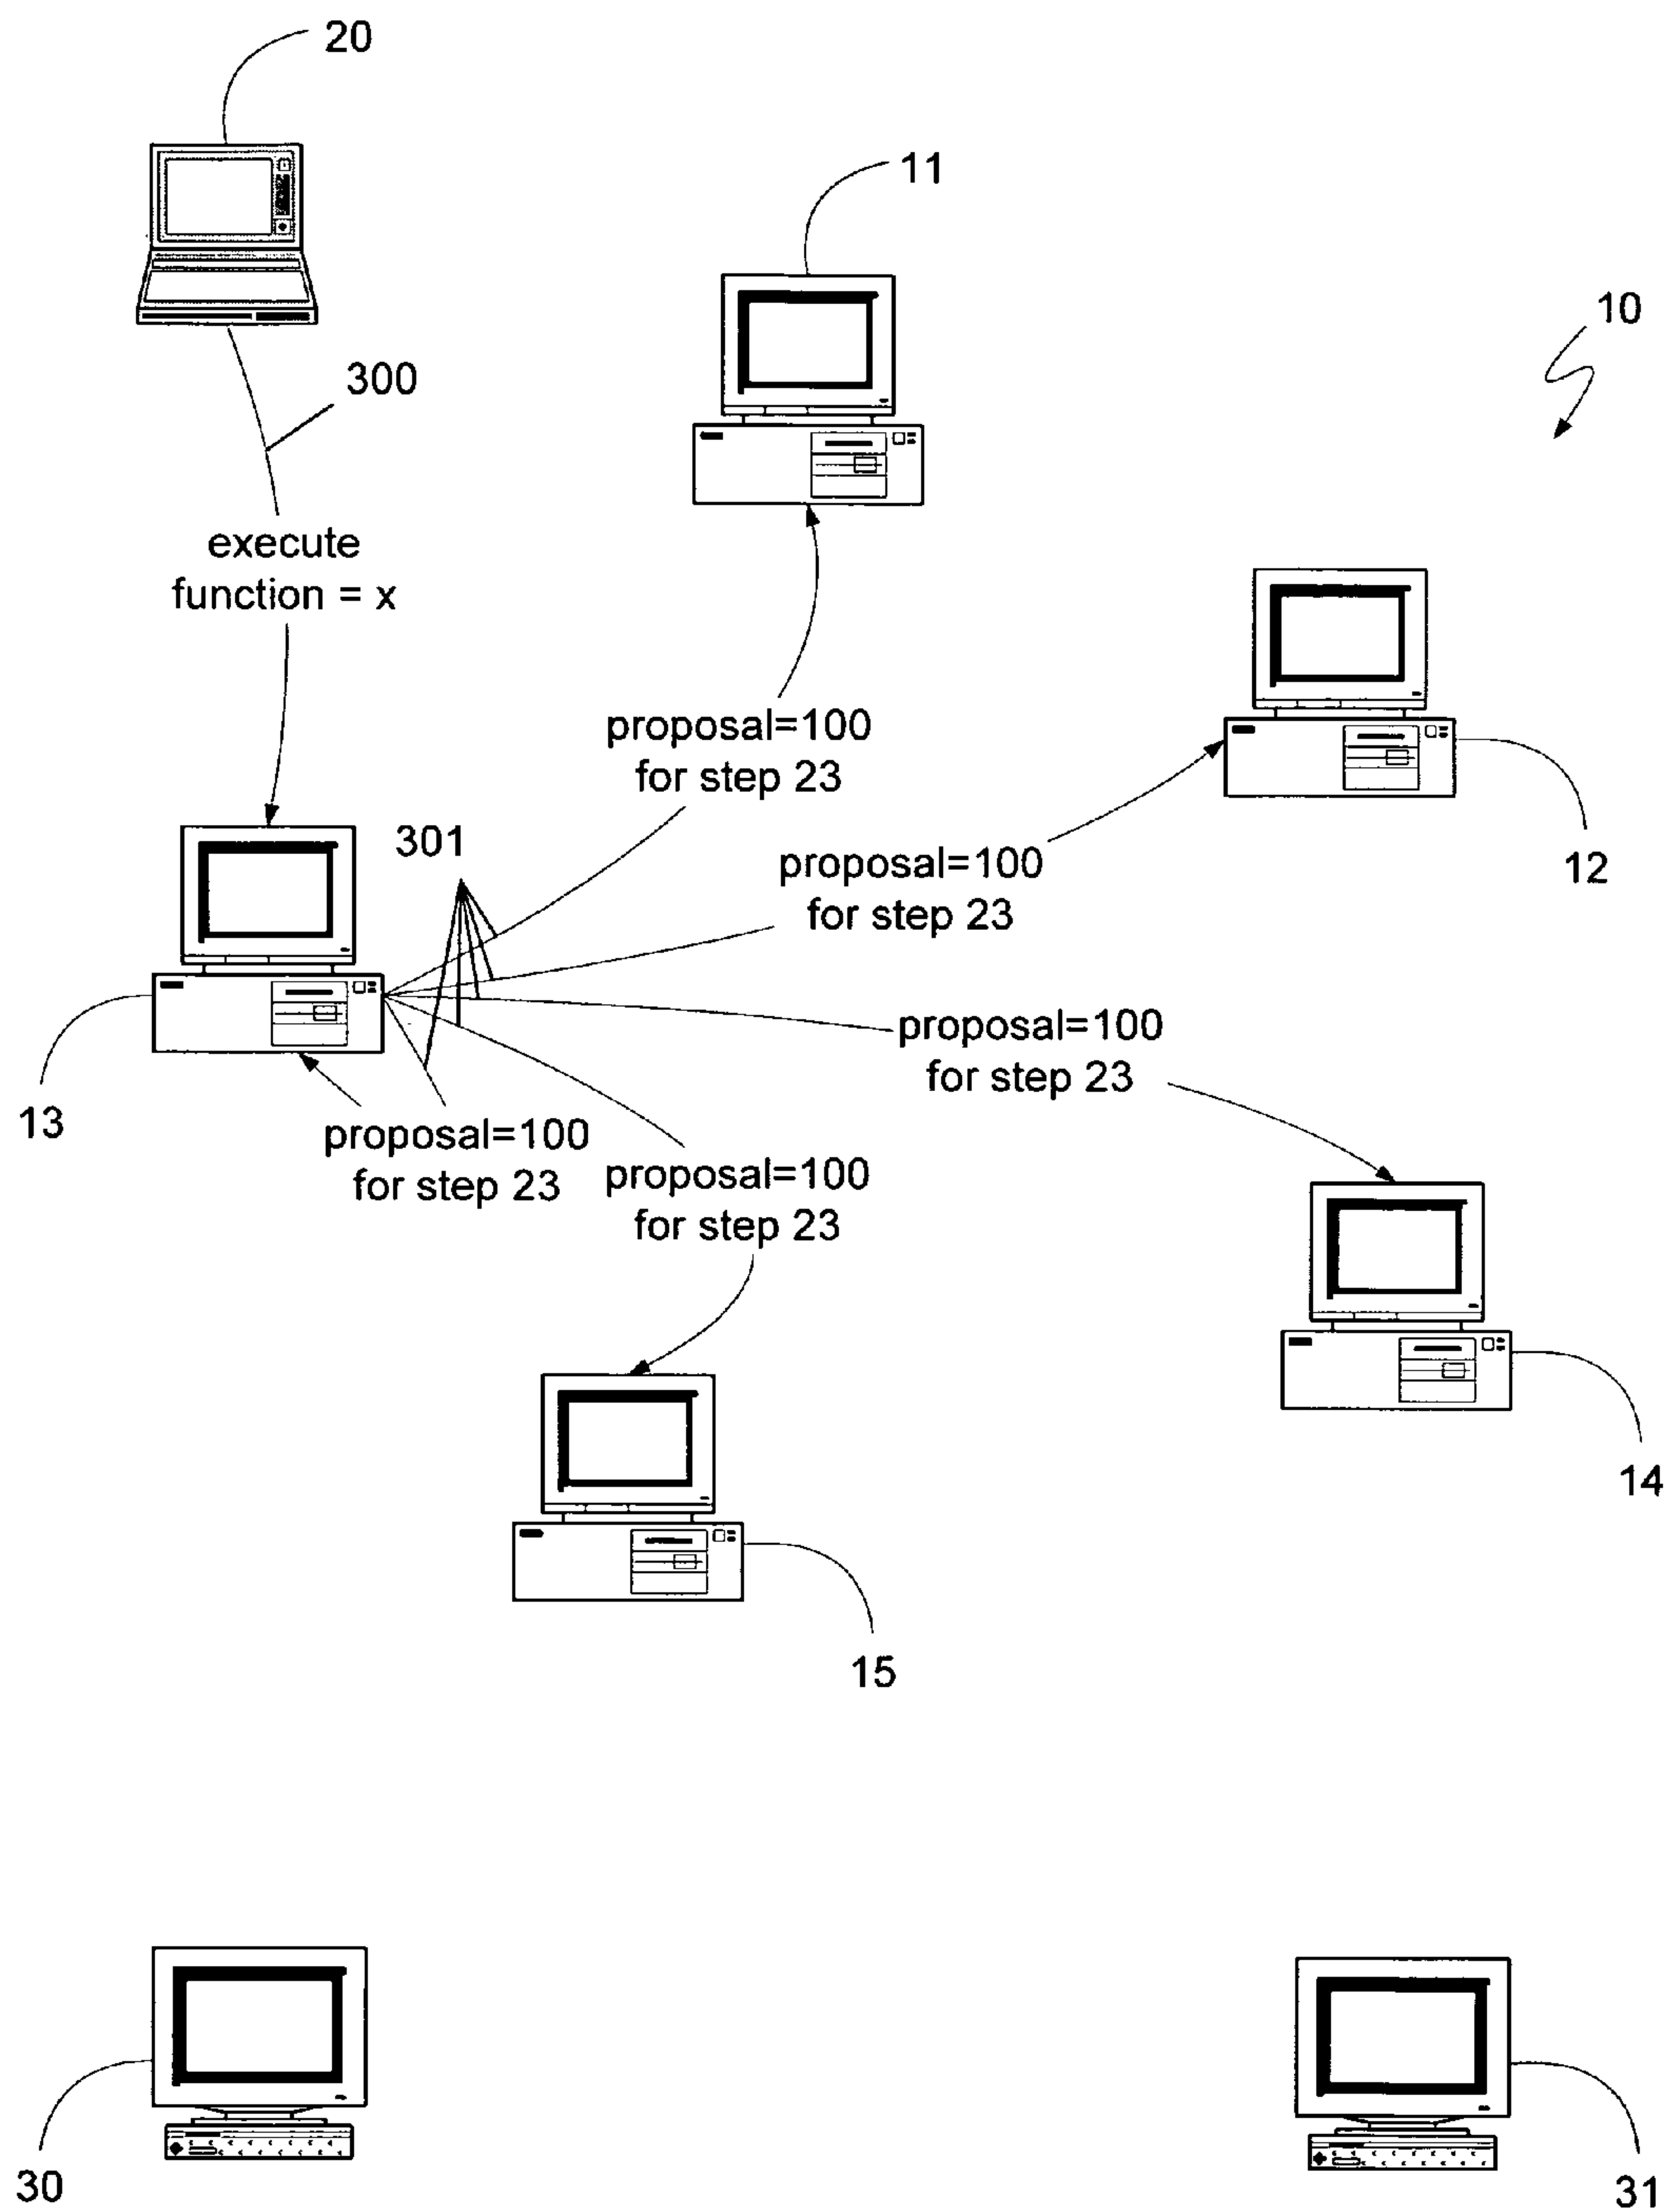 20
11
10
300
execute
function = x
proposal=100
for step 23
301
proposal=100
for step 23
12
proposal=100
for step 23
13
proposal=100
for step 23
proposal=100
for step 23
14
15
30
31